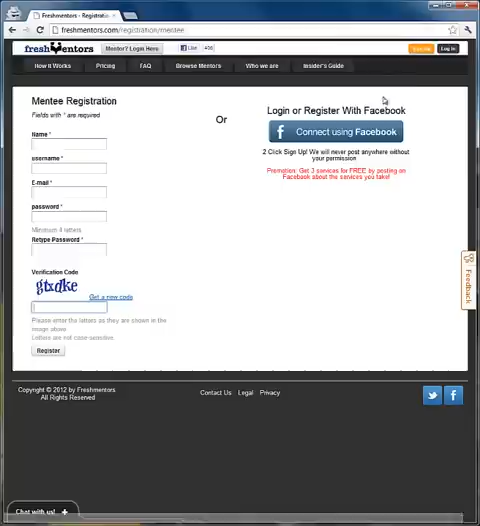 Freshmentors - Registratio
freshmentors.com/registration/mentee
freshmentors
Mentor? Login Here
Like
406
Log In
How it Works
Pricing
FAQ
Browse Mentors
Who we are
Insider's Guide
Mentee Registration
Fields with * are required
Name *
username *
E-mail *
password *
Minimum 4 letters
Retype Password *
Verification Code
gtxdke
Get a new code
Please enter the letters as they are shown in the
image above.
Letters are not case-sensitive.
Register
Or
Login or Register With Facebook
Connect using Facebook
2 Click Sign Up! We will never post anywhere without
your permission
Promotion: Get 3 services for FREE by posting on
Facebook about the services you take!
Feedback
Copyright © 2012 by Freshmentors
All Rights Reserved
Contact Us
Legal
Privacy
Chat with us!